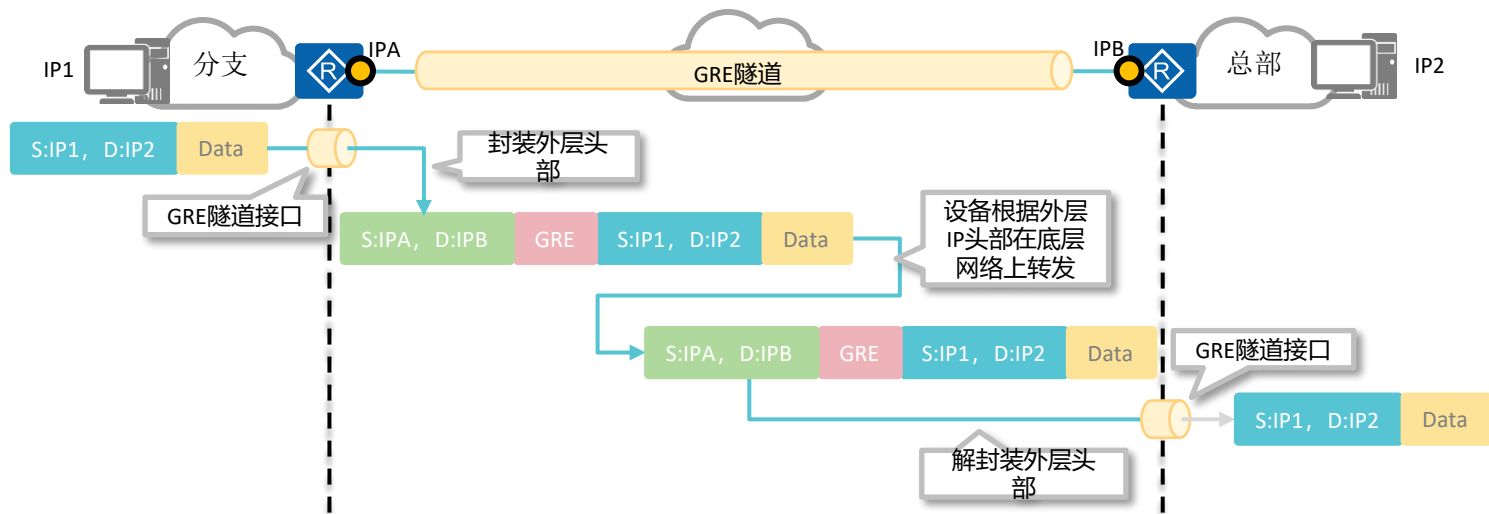 IP1
分支
R
IPA
GRE隧道
IPB
R
总部
IP2
S:IP1, D:IP2
Data
封装外层头
部
GRE隧道接口
S:IPA, D:IPB
GRE
S:IP1, D:IP2
Data
设备根据外层
IP头部在底层
网络上转发
S:IPA, D:IPB
GRE
S:IP1, D:IP2
Data
GRE隧道接口
S:IP1, D:IP2
Data
解封装外层头
部